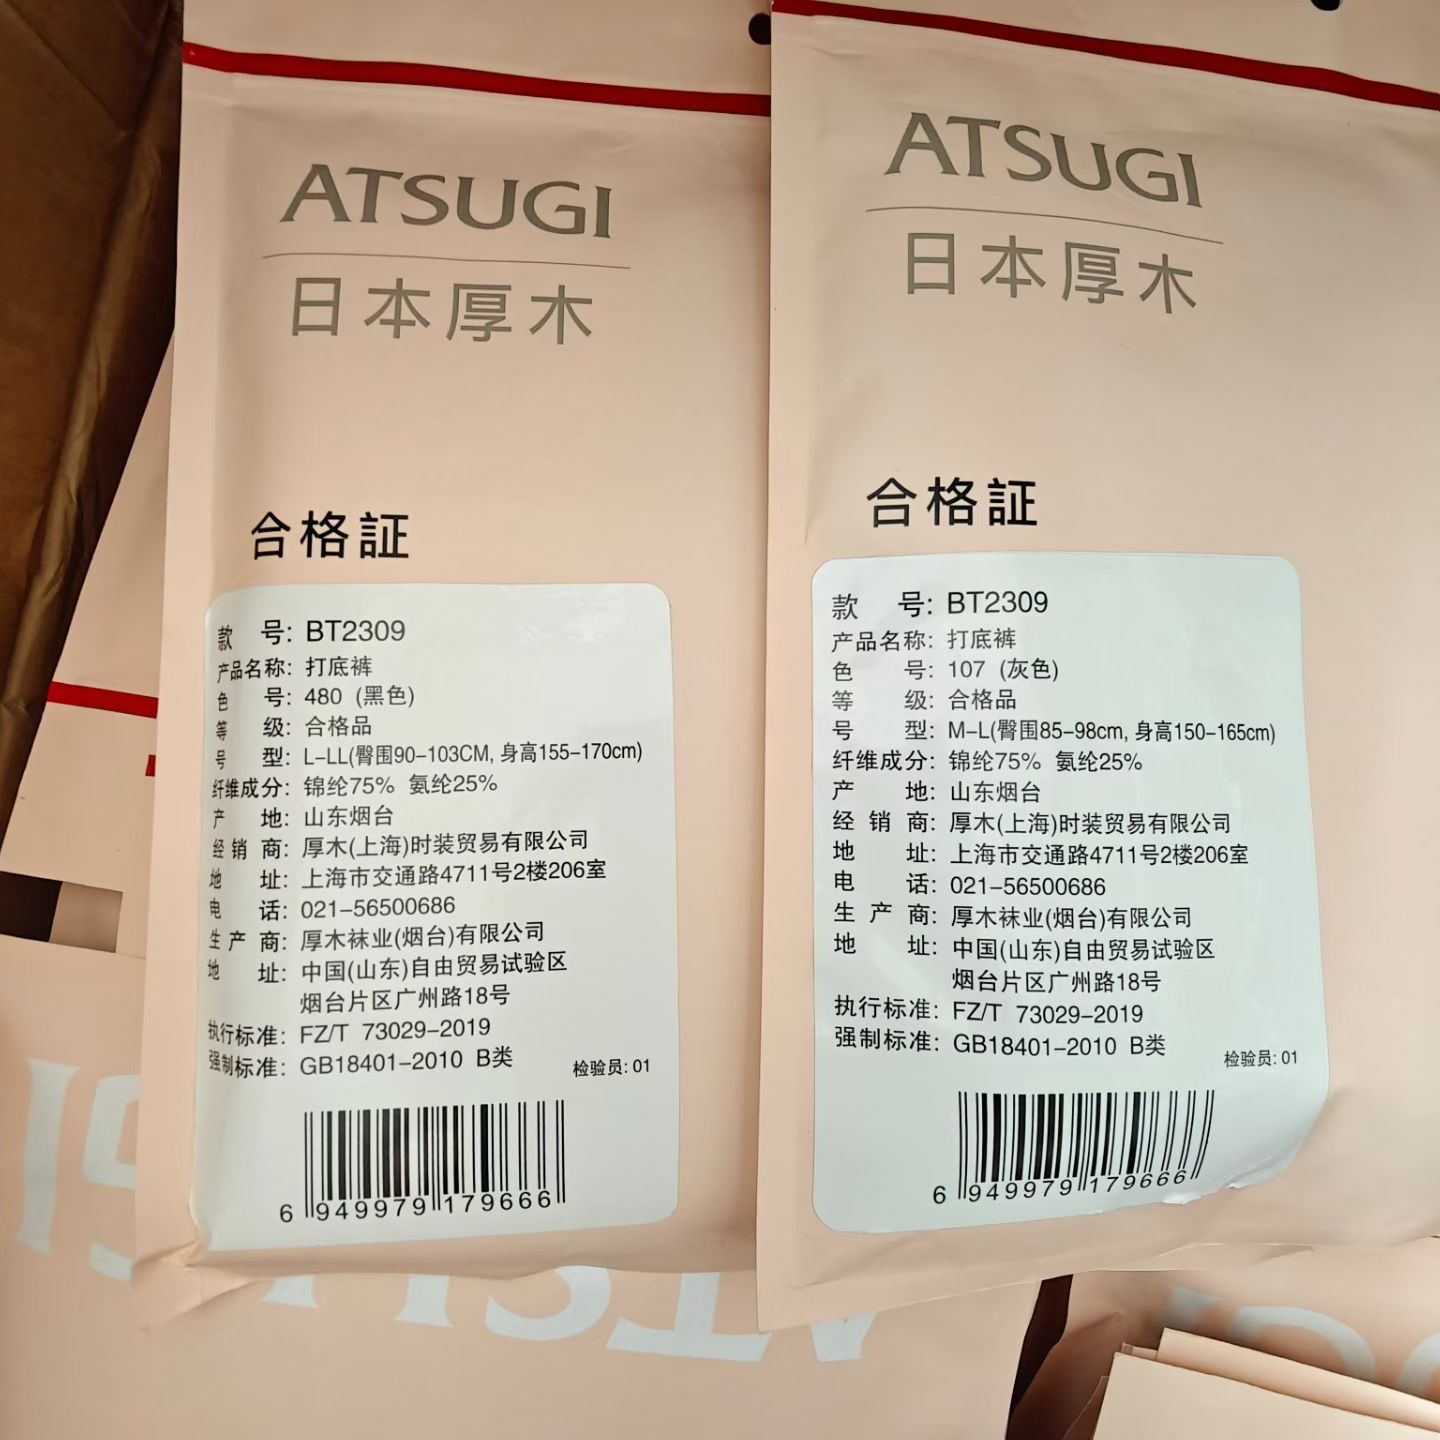 ATSUGI
日本厚木
合格証
款 号: BT2309
产品名称: 打底裤
色 号: 480 (黑色)
等 级: 合格品
号 型: L-LL(臀围90-103CM, 身高155-170cm)
纤维成分: 锦纶75% 氨纶25%
产 地: 山东烟台
经 销 商: 厚木(上海)时装贸易有限公司
地 址: 上海市交通路4711号2楼206室
电 话: 021-56500686
生 产 商: 厚木袜业(烟台)有限公司
地 址: 中国(山东)自由贸易试验区
烟台片区广州路18号
执行标准: FZ/T 73029-2019
强制标准: GB18401-2010 B类
检验员: 01
6 949979 179666
ATSUGI
日本厚木
合格証
款 号: BT2309
产品名称: 打底裤
色 号: 107 (灰色)
等 级: 合格品
号 型: M-L(臀围85-98cm, 身高150-165cm)
纤维成分: 锦纶75% 氨纶25%
产 地: 山东烟台
经 销 商: 厚木(上海)时装贸易有限公司
地 址: 上海市交通路4711号2楼206室
电 话: 021-56500686
生 产 商: 厚木袜业(烟台)有限公司
地 址: 中国(山东)自由贸易试验区
烟台片区广州路18号
执行标准: FZ/T 73029-2019
强制标准: GB18401-2010 B类
检验员: 01
6 949979 179666